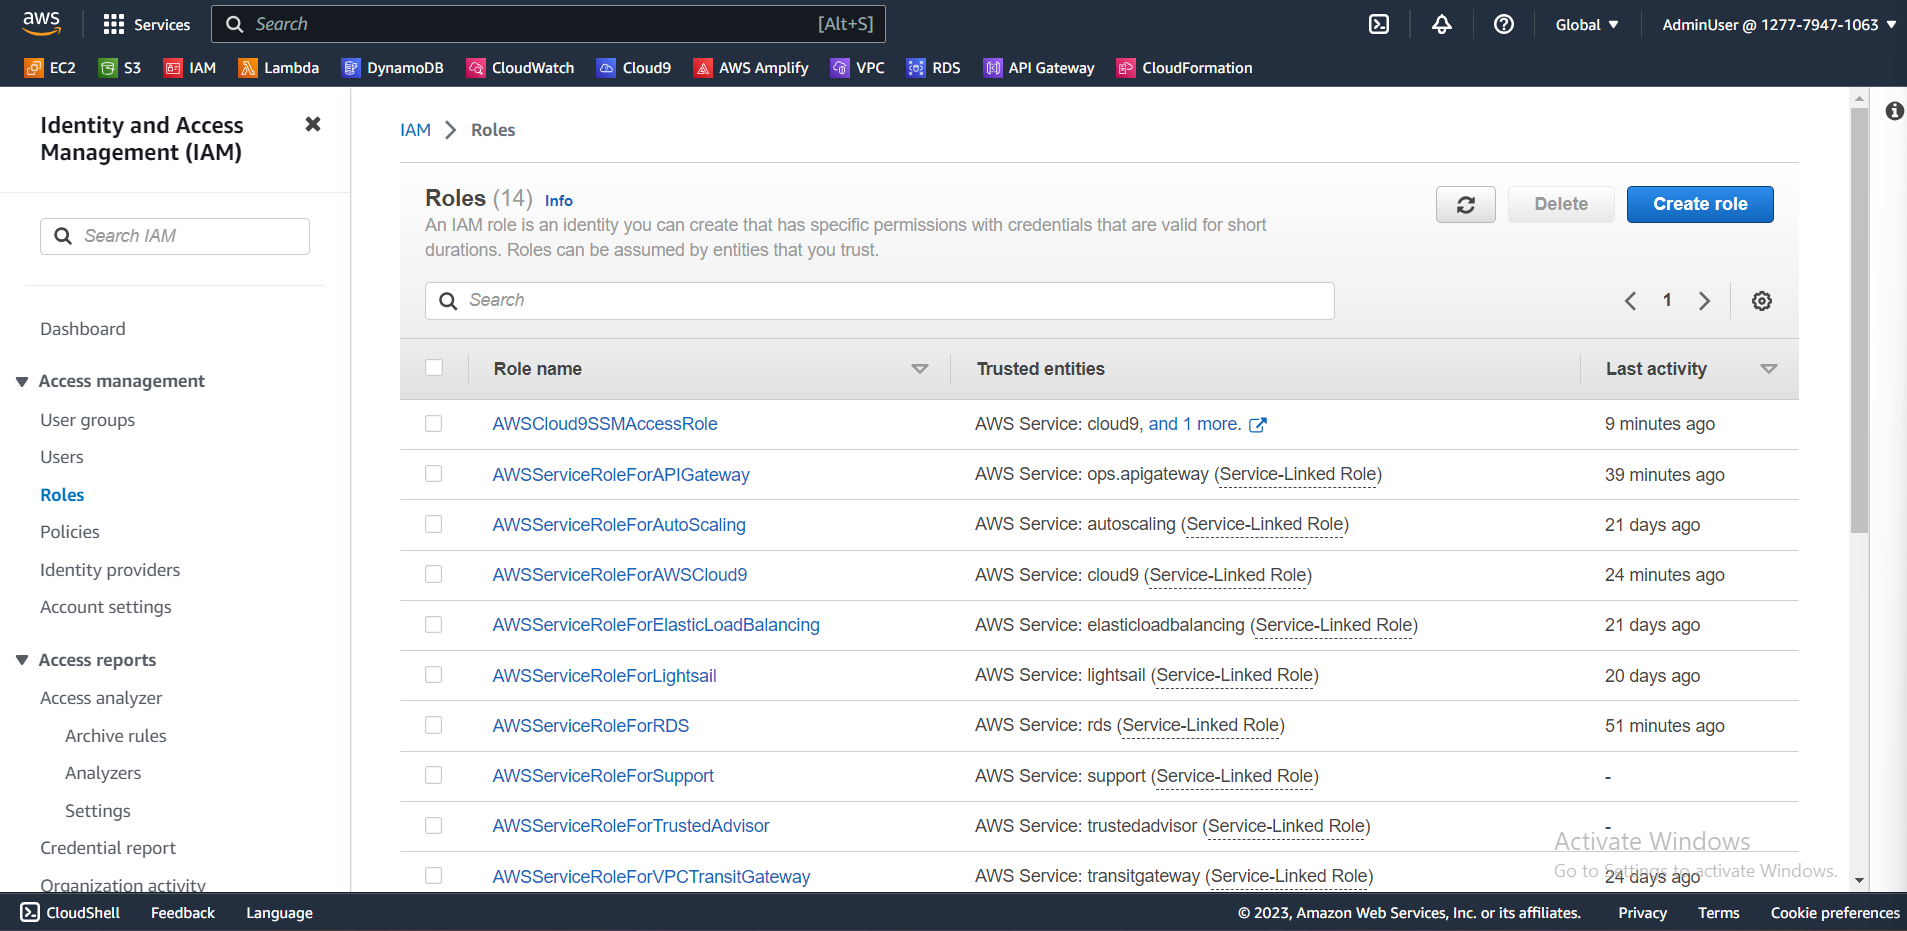 aws Services Search [Alt+S] Global ▼ AdminUser @ 1277-7947-1063 ▼
EC2 S3 IAM Lambda DynamoDB CloudWatch Cloud9 AWS Amplify VPC RDS API Gateway CloudFormation
Identity and Access
Management (IAM)
Search IAM
Dashboard
Access management
User groups
Users
Roles
Policies
Identity providers
Account settings
Access reports
Access analyzer
Archive rules
Analyzers
Settings
Credential report
Organization activity
IAM > Roles
Roles (14) Info
An IAM role is an identity you can create that has specific permissions with credentials that are valid for short
durations. Roles can be assumed by entities that you trust.
Delete Create role
Search
1
Role name Trusted entities Last activity
AWSCloud9SSMAccessRole AWS Service: cloud9, and 1 more. 9 minutes ago
AWSServiceRoleForAPIGateway AWS Service: ops.apigateway (Service-Linked Role) 39 minutes ago
AWSServiceRoleForAutoScaling AWS Service: autoscaling (Service-Linked Role) 21 days ago
AWSServiceRoleForAWSCloud9 AWS Service: cloud9 (Service-Linked Role) 24 minutes ago
AWSServiceRoleForElasticLoadBalancing AWS Service: elasticloadbalancing (Service-Linked Role) 21 days ago
AWSServiceRoleForLightsail AWS Service: lightsail (Service-Linked Role) 20 days ago
AWSServiceRoleForRDS AWS Service: rds (Service-Linked Role) 51 minutes ago
AWSServiceRoleForSupport AWS Service: support (Service-Linked Role) -
AWSServiceRoleForTrustedAdvisor AWS Service: trustedadvisor (Service-Linked Role) -
AWSServiceRoleForVPCTransitGateway AWS Service: transitgateway (Service-Linked Role) 24 days ago
Activate Windows
Go to Settings to activate Windows.
CloudShell Feedback Language © 2023, Amazon Web Services, Inc. or its affiliates. Privacy Terms Cookie preferences